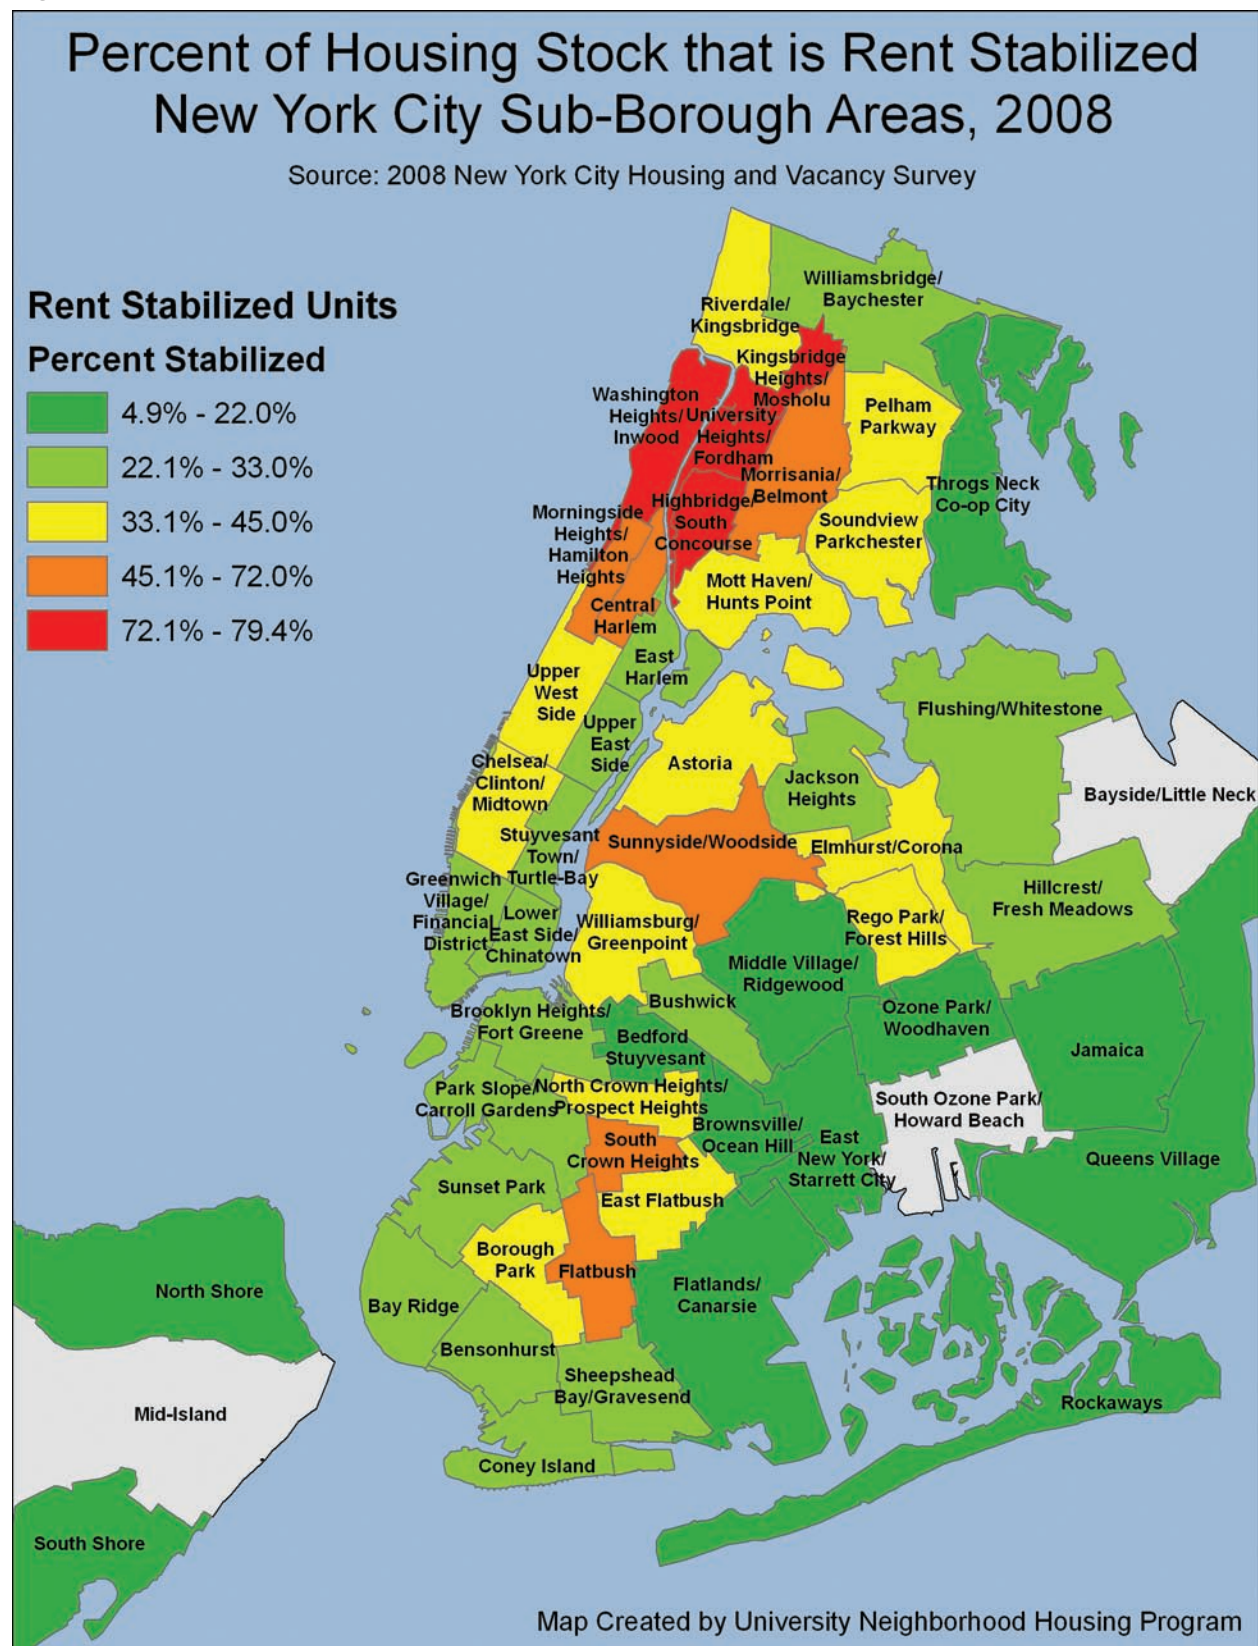 Percent of Housing Stock that is Rent Stabilized
New York City Sub-Borough Areas, 2008
Source: 2008 New York City Housing and Vacancy Survey
Rent Stabilized Units
Percent Stabilized
4.9% - 22.0%
22.1% - 33.0%
33.1% - 45.0%
45.1% - 72.0%
72.1% - 79.4%
Williamsbridge/
Baychester
Riverdale/
Kingsbridge
Kingsbridge
Heights/
Mosholu
Washington
Heights/
Inwood
University
Heights/
Fordham
Pelham
Parkway
Morrisania/
Belmont
Throgs Neck
Co-op City
Highbridge/
South
Concourse
Soundview
Parkchester
Morningside
Heights/
Hamilton
Heights
Mott Haven/
Hunts Point
Central
Harlem
East
Harlem
Upper
West
Side
Upper
East
Side
Flushing/Whitestone
Astoria
Jackson
Heights
Chelsea/
Clinton/
Midtown
Bayside/Little Neck
Stuyvesant
Town/
Turtle-Bay
Sunnyside/Woodside
Elmhurst/Corona
Greenwich
Village/
Financial
District
Lower
East Side/
Chinatown
Williamsburg/
Greenpoint
Rego Park/
Forest Hills
Hillcrest/
Fresh Meadows
Middle Village/
Ridgewood
Bushwick
Brooklyn Heights/
Fort Greene
Bedford
Stuyvesant
Ozone Park/
Woodhaven
Jamaica
Park Slope/
Carroll Gardens
North Crown Heights/
Prospect Heights
South Ozone Park/
Howard Beach
Brownsville/
Ocean Hill
East
New York/
Starrett City
South
Crown Heights
Queens Village
Sunset Park
East Flatbush
Borough
Park
Flatbush
North Shore
Bay Ridge
Flatlands/
Canarsie
Bensonhurst
Sheepshead
Bay/Gravesend
Mid-Island
Rockaways
Coney Island
South Shore
Map Created by University Neighborhood Housing Program